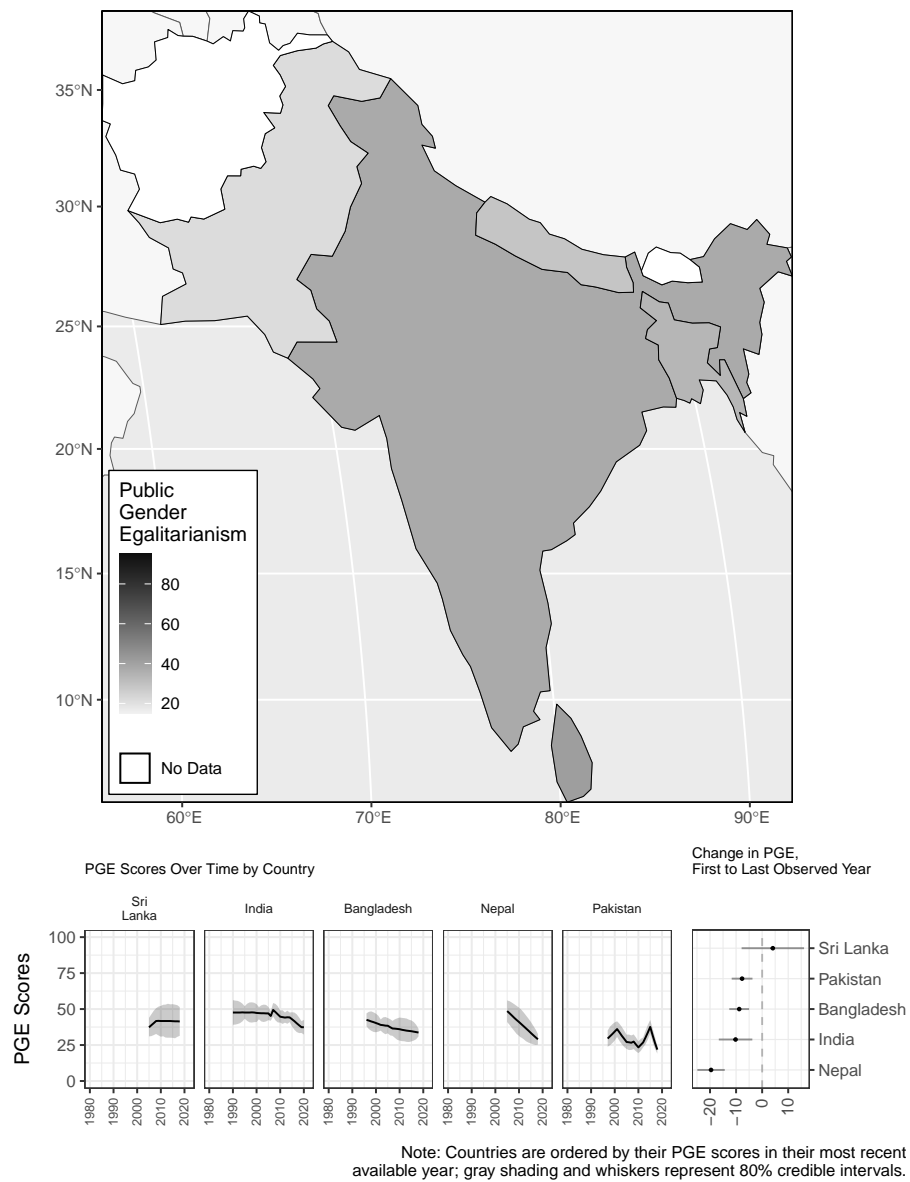 35°N
30°N
25°N
20°N
15°N
10°N
Public
Gender
Egalitarianism
80
60
40
20
No Data
60°E
70°E
80°E
90°E
PGE Scores Over Time by Country
Change in PGE,
First to Last Observed Year
Sri
Lanka
India
Bangladesh
Nepal
Pakistan
PGE Scores
100
75
50
25
0
1980
1990
2000
2010
2020
1980
1990
2000
2010
2020
1980
1990
2000
2010
2020
1980
1990
2000
2010
2020
1980
1990
2000
2010
2020
Sri Lanka
Pakistan
Bangladesh
India
Nepal
−20
−10
0
10
Note: Countries are ordered by their PGE scores in their most recent
available year; gray shading and whiskers represent 80% credible intervals.